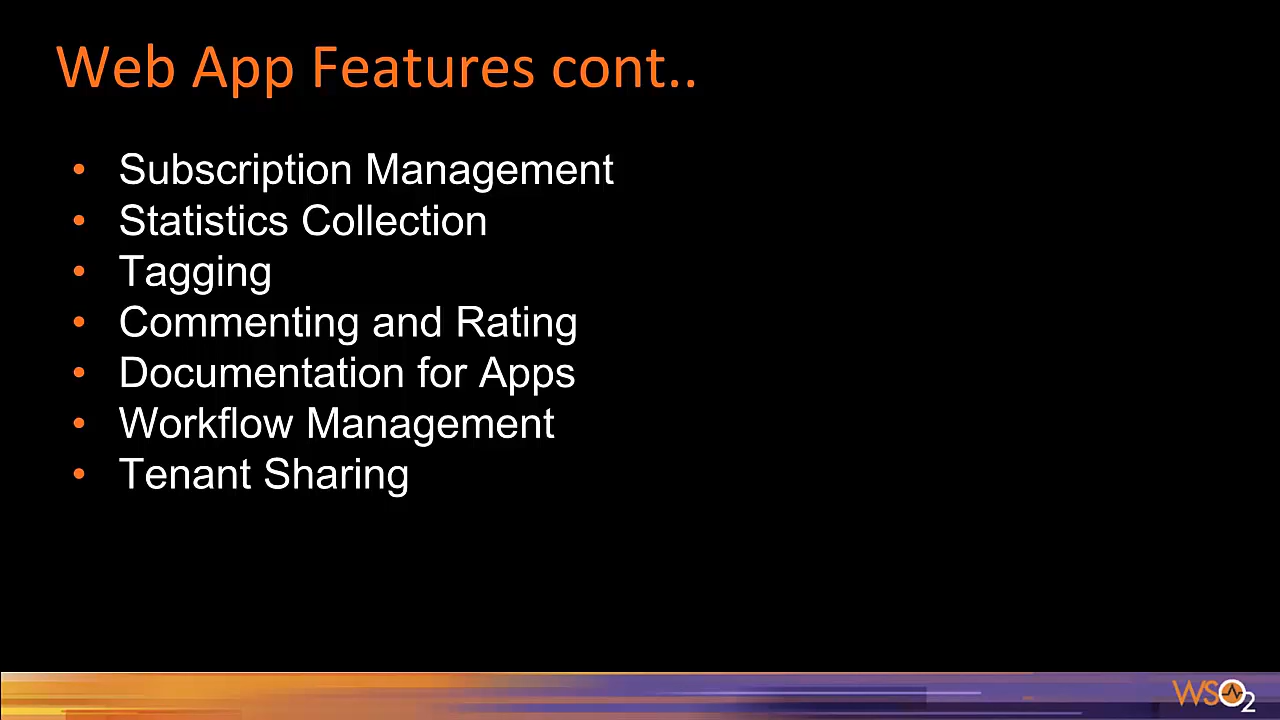 Web App Features cont..
• Subscription Management
• Statistics Collection
• Tagging
• Commenting and Rating
• Documentation for Apps
• Workflow Management
• Tenant Sharing
WSO2